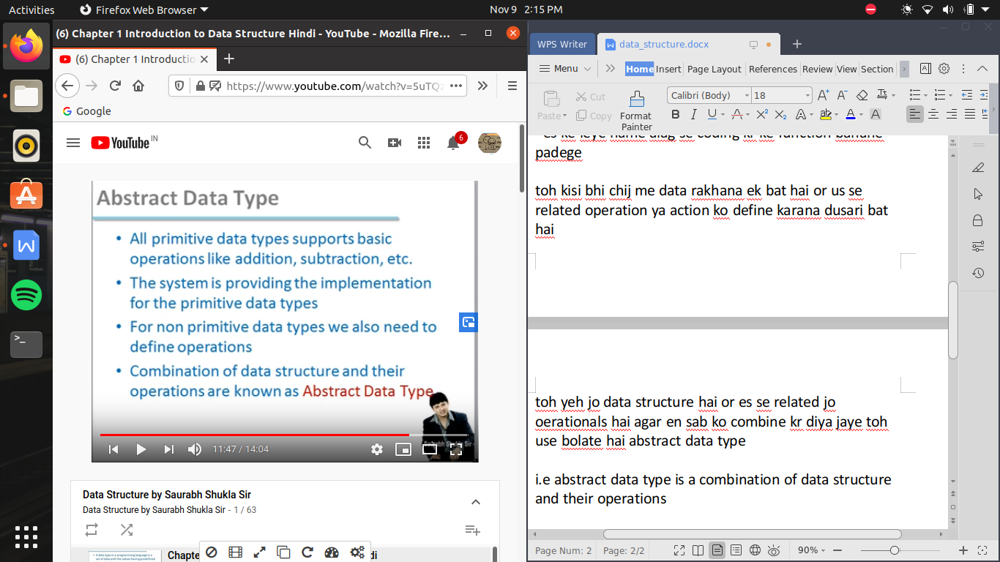 Activities
Firefox Web Browser
Nov 9 2:15 PM
(6) Chapter 1 Introduction to Data Structure Hindi - YouTube - Mozilla Fire...
(6) Chapter 1 Introductio
https://www.youtube.com/watch?v=5uTQ
Google
YouTube IN
6
Abstract Data Type
• All primitive data types supports basic
operations like addition, subtraction, etc.
• The system is providing the implementation
for the primitive data types
• For non primitive data types we also need to
define operations
• Combination of data structure and their
operations are known as Abstract Data Type
11:47 / 14:04
Data Structure by Saurabh Shukla Sir
Data Structure by Saurabh Shukla Sir - 1 / 63
Chapte
di
WPS Writer
data_structure.docx
Menu
Home Insert Page Layout References Review View Section
Paste
Cut
Copy
Format
Painter
Calibri (Body) 18
padege
toh kisi bhi chij me data rakhana ek bat hai or us se
related operation ya action ko define karana dusari bat
hai
toh yeh jo data structure hai or es se related jo
oerationals hai agar en sab ko combine kr diya jaye toh
use bolate hai abstract data type
i.e abstract data type is a combination of data structure
and their operations
Page Num: 2 Page: 2/2
90%